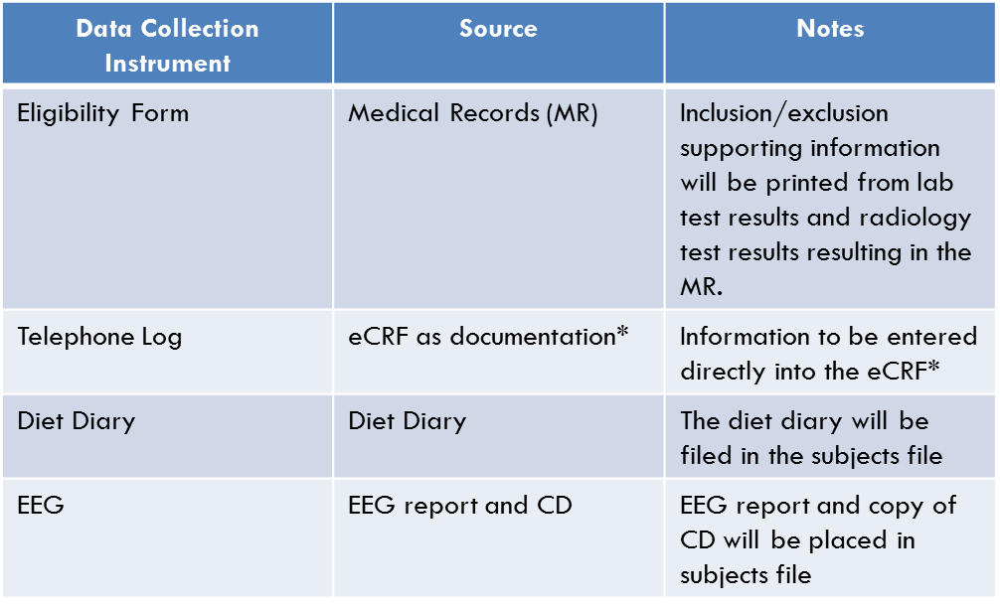 Data Collection
Instrument
Source
Notes
Eligibility Form
Medical Records (MR)
Inclusion/exclusion
supporting information
will be printed from lab
test results and radiology
test results resulting in the
MR.
Telephone Log
eCRF as documentation*
Information to be entered
directly into the eCRF*
Diet Diary
Diet Diary
The diet diary will be
filed in the subjects file
EEG
EEG report and CD
EEG report and copy of
CD will be placed in
subjects file